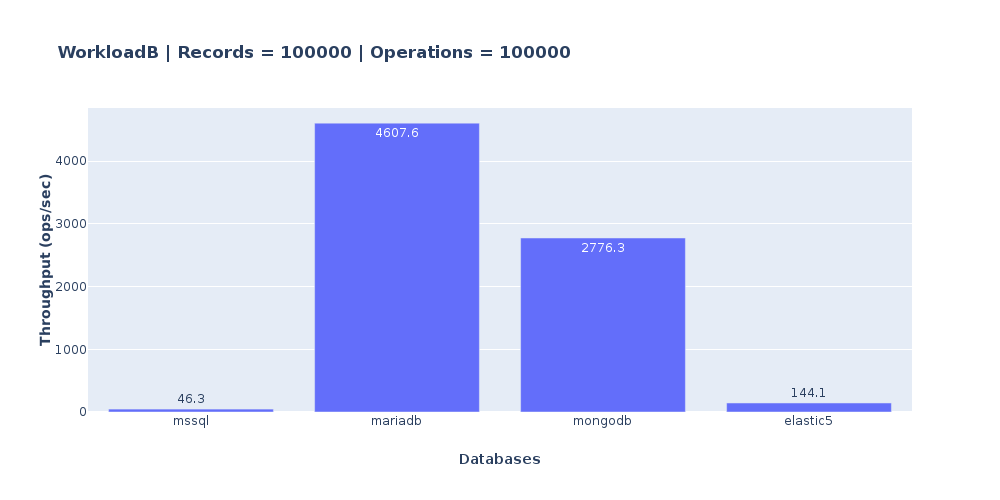 WorkloadB | Records = 100000 | Operations = 100000
Throughput (ops/sec)
4000
3000
2000
1000
0
46.3
4607.6
2776.3
144.1
mssql
mariadb
mongodb
elastic5
Databases